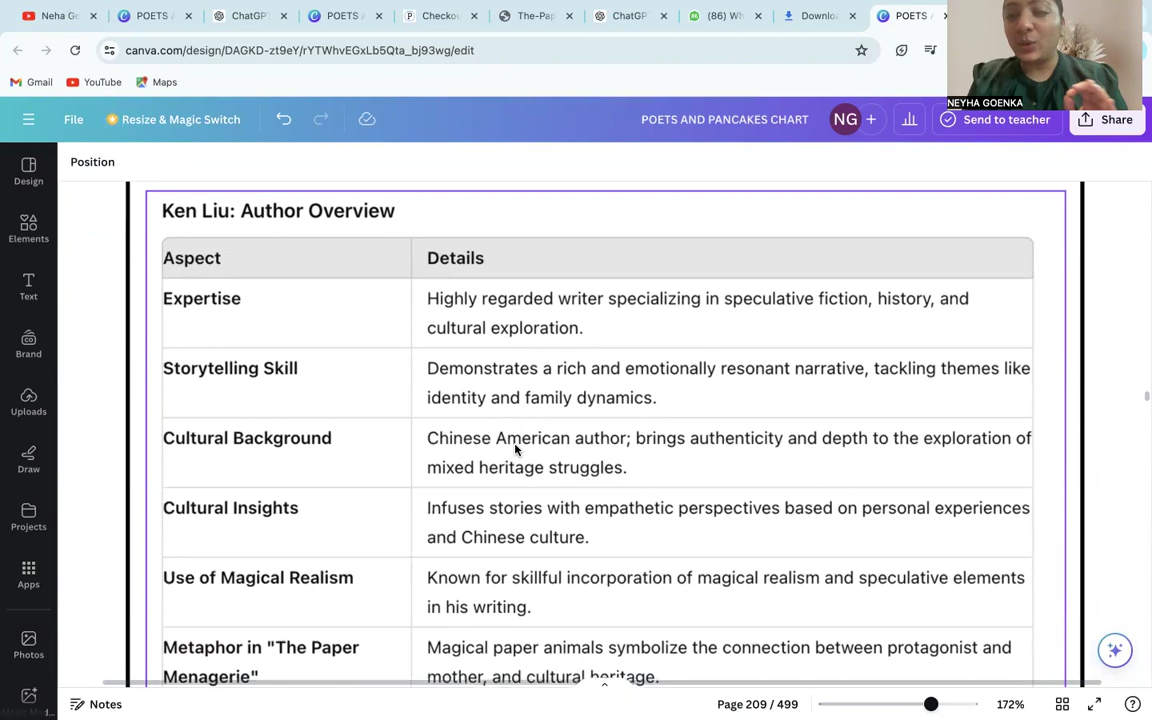 Neha Go
POETS
ChatGP
POETS
Checkou
The-Pap
ChatGP
(86) Wh
Downlo
POETS
canva.com/design/DAGKD-zt9eY/rYTWhvEGxLb5Qta_bj93wg/edit
Gmail
YouTube
Maps
NEYHA GOENKA
File
Resize & Magic Switch
POETS AND PANCAKES CHART
NG
Send to teacher
Share
Position
Design
Elements
Text
Brand
Uploads
Draw
Projects
Apps
Photos
Ken Liu: Author Overview
Aspect
Details
Expertise
Highly regarded writer specializing in speculative fiction, history, and
cultural exploration.
Storytelling Skill
Demonstrates a rich and emotionally resonant narrative, tackling themes like
identity and family dynamics.
Cultural Background
Chinese American author; brings authenticity and depth to the exploration of
mixed heritage struggles.
Cultural Insights
Infuses stories with empathetic perspectives based on personal experiences
and Chinese culture.
Use of Magical Realism
Known for skillful incorporation of magical realism and speculative elements
in his writing.
Metaphor in "The Paper
Menagerie"
Magical paper animals symbolize the connection between protagonist and
mother, and cultural heritage.
Notes
Page 209 / 499
172%